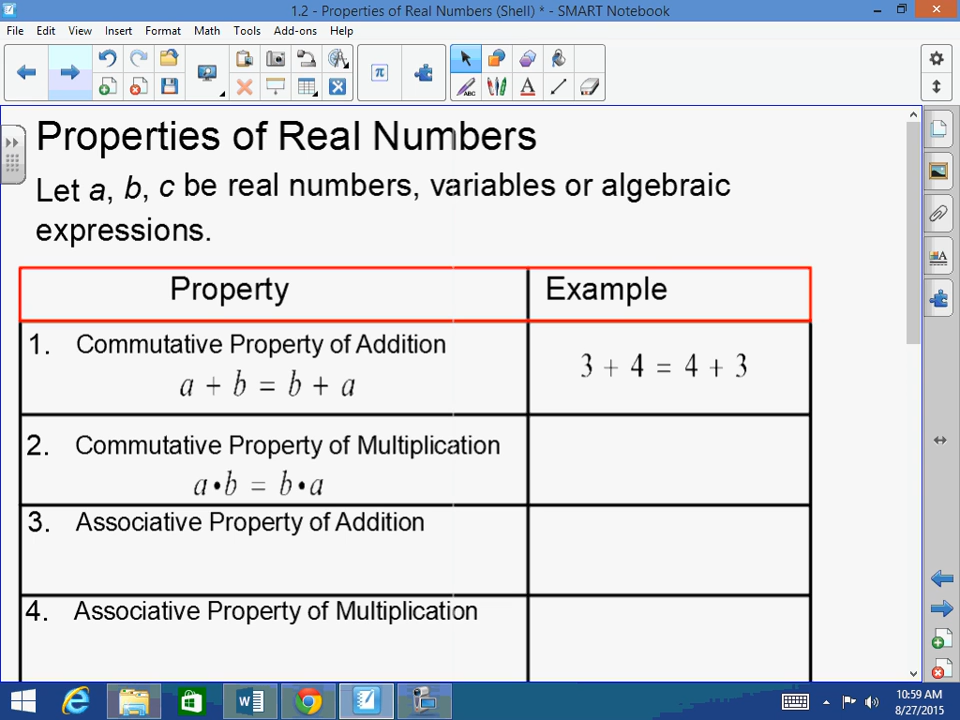 1.2 - Properties of Real Numbers (Shell) * - SMART Notebook
File Edit View Insert Format Math Tools Add-ons Help
π
ABC
A
Properties of Real Numbers
Let a, b, c be real numbers, variables or algebraic
expressions.
Property Example
1. Commutative Property of Addition
a + b = b + a
3 + 4 = 4 + 3
2. Commutative Property of Multiplication
a•b = b•a
3. Associative Property of Addition
4. Associative Property of Multiplication
10:59 AM
8/27/2015